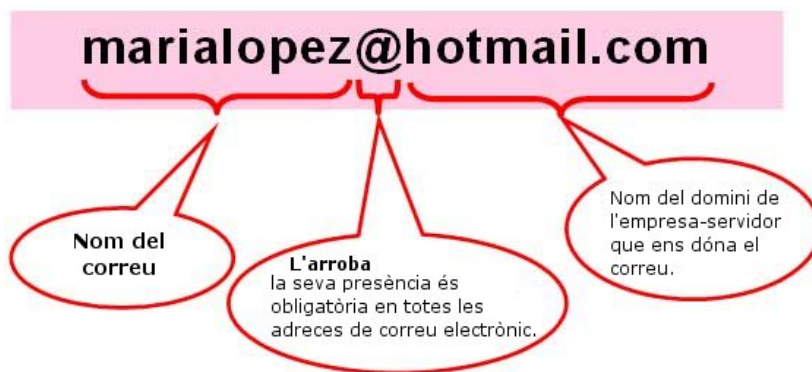 marialopez@hotmail.com
Nom del
correu
L'arroba
la seva presència és
obligatòria en totes les
adreces de correu electrònic.
Nom del domini de
l'empresa-servidor
que ens dóna el
correu.